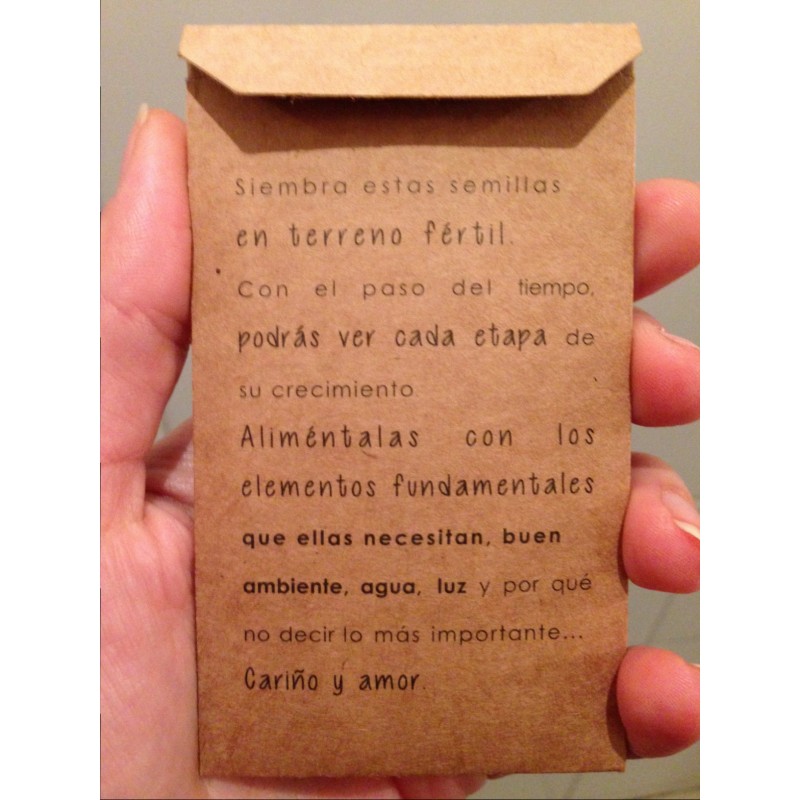 Siembra estas semillas
en terreno fértil.
Con el paso del tiempo,
podrás ver cada etapa de
su crecimiento.
Aliméntalas con los
elementos fundamentales
que ellas necesitan, buen
ambiente, agua, luz y por qué
no decir lo más importante...
Cariño y amor.